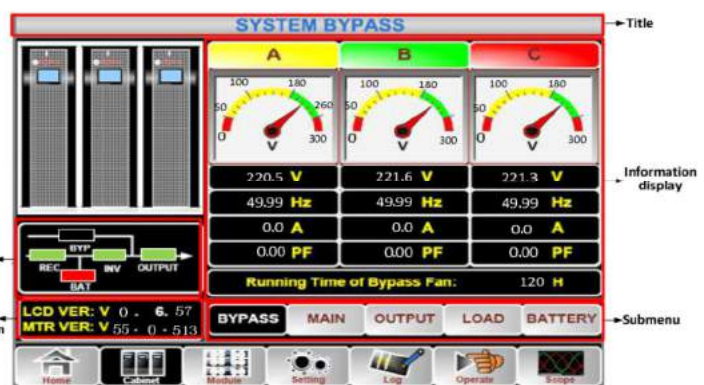 SYSTEM BYPASS
Title
A B C
100 180 100 180 100 180
50 260 50 50
0 V 300 0 V 300 0 V 300
220.5 V 221.6 V 221.3 V
Information
display
49.99 Hz 49.99 Hz 49.99 Hz
0.0 A 0.0 A 0.0 A
0.00 PF 0.00 PF 0.00 PF
BYP
REC INV OUTPUT
BAT
Running Time of Bypass Fan: 120 H
LCD VER: V 0 . 6. 57
MTR VER: V 55 . 0 . 513
n
BYPASS MAIN OUTPUT LOAD BATTERY
Submenu
Home Cabinet Module Setting Log Operate Scope